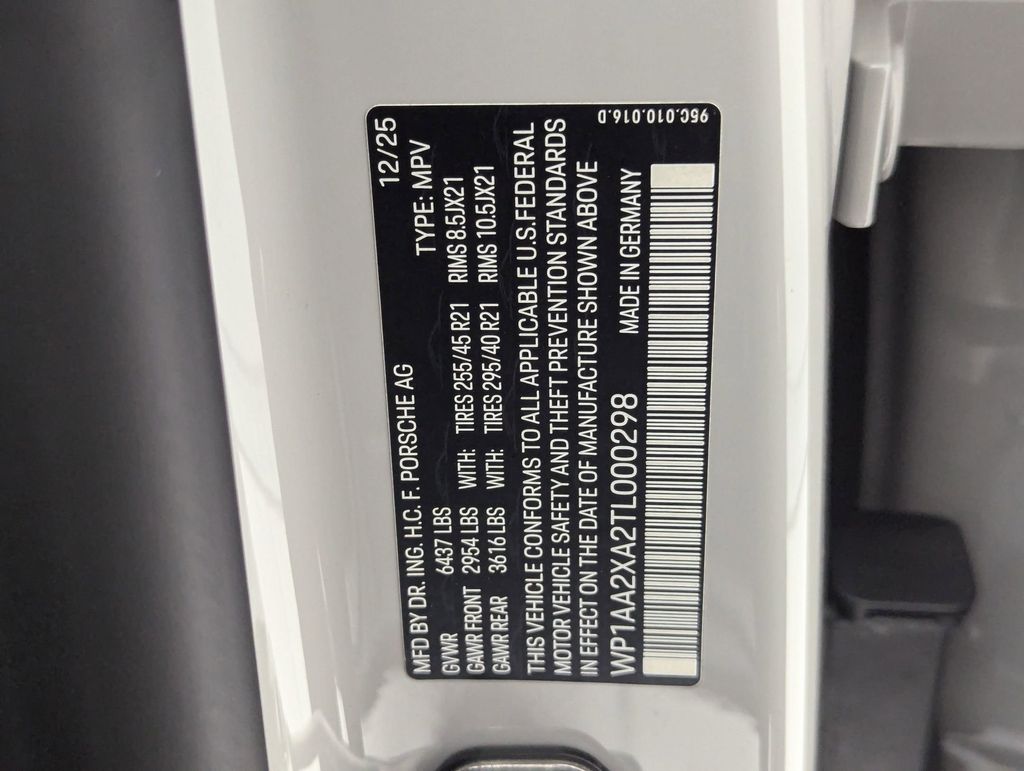 12/25
MFD BY DR. ING. H.C. F. PORSCHE AG TYPE: MPV
GVWR 6437 LBS
GAWR FRONT 2954 LBS WITH: TIRES 255/45 R21 RIMS 8.5JX21
GAWR REAR 3616 LBS WITH: TIRES 295/40 R21 RIMS 10.5JX21
THIS VEHICLE CONFORMS TO ALL APPLICABLE U.S.FEDERAL
MOTOR VEHICLE SAFETY AND THEFT PREVENTION STANDARDS
IN EFFECT ON THE DATE OF MANUFACTURE SHOWN ABOVE
WP1AA2XA2TL000298 MADE IN GERMANY
95C.010.016.D